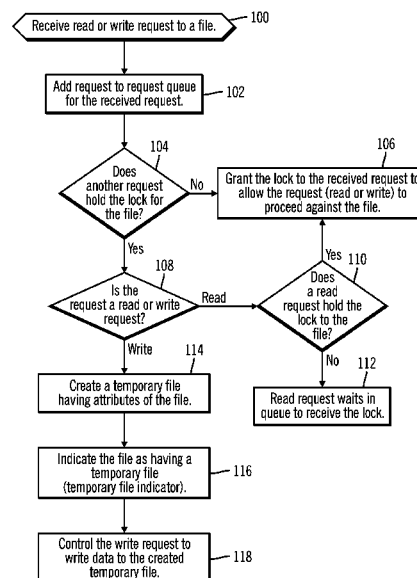 Receive read or write request to a file.
100
Add request to request queue
for the received request.
102
104
Does
another request
hold the lock for
the file?
No
106
Grant the lock to the received request to
allow the request (read or write) to
proceed against the file.
Yes
108
Is the
request a read or write
request?
Read
Yes
110
Does
a read
request hold the
lock to the
file?
No
112
Read request waits in
queue to receive the lock.
Write
114
Create a temporary file
having attributes of the file.
Indicate the file as having a
temporary file
(temporary file indicator).
116
Control the write request to
write data to the created
temporary file.
118